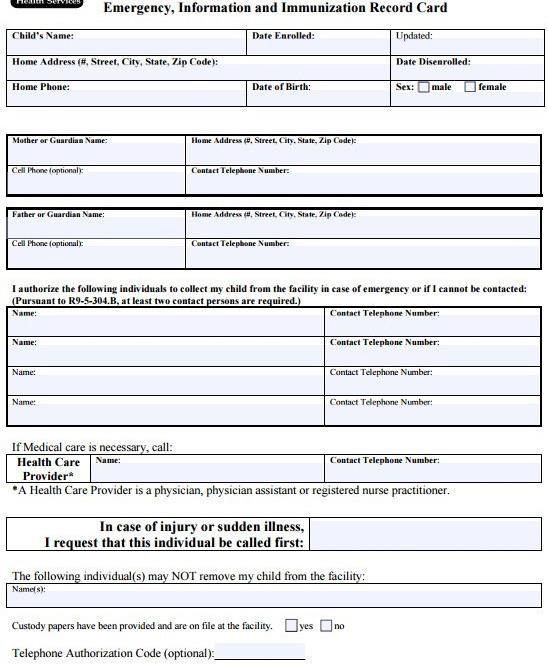 Health Services
Emergency, Information and Immunization Record Card
Child's Name: Date Enrolled: Updated:
Home Address (#, Street, City, State, Zip Code): Date Disenrolled:
Home Phone: Date of Birth: Sex: male female
Mother or Guardian Name: Home Address (#, Street, City, State, Zip Code):
Cell Phone (optional): Contact Telephone Number:
Father or Guardian Name: Home Address (#, Street, City, State, Zip Code):
Cell Phone (optional): Contact Telephone Number:
I authorize the following individuals to collect my child from the facility in case of emergency or if I cannot be contacted:
(Pursuant to R9-5-304.B, at least two contact persons are required.)
Name: Contact Telephone Number:
Name: Contact Telephone Number:
Name: Contact Telephone Number:
Name: Contact Telephone Number:
If Medical care is necessary, call:
Health Care Name: Contact Telephone Number:
Provider*
*A Health Care Provider is a physician, physician assistant or registered nurse practitioner.
In case of injury or sudden illness,
I request that this individual be called first:
The following individual(s) may NOT remove my child from the facility:
Name(s):
Custody papers have been provided and are on file at the facility. yes no
Telephone Authorization Code (optional):